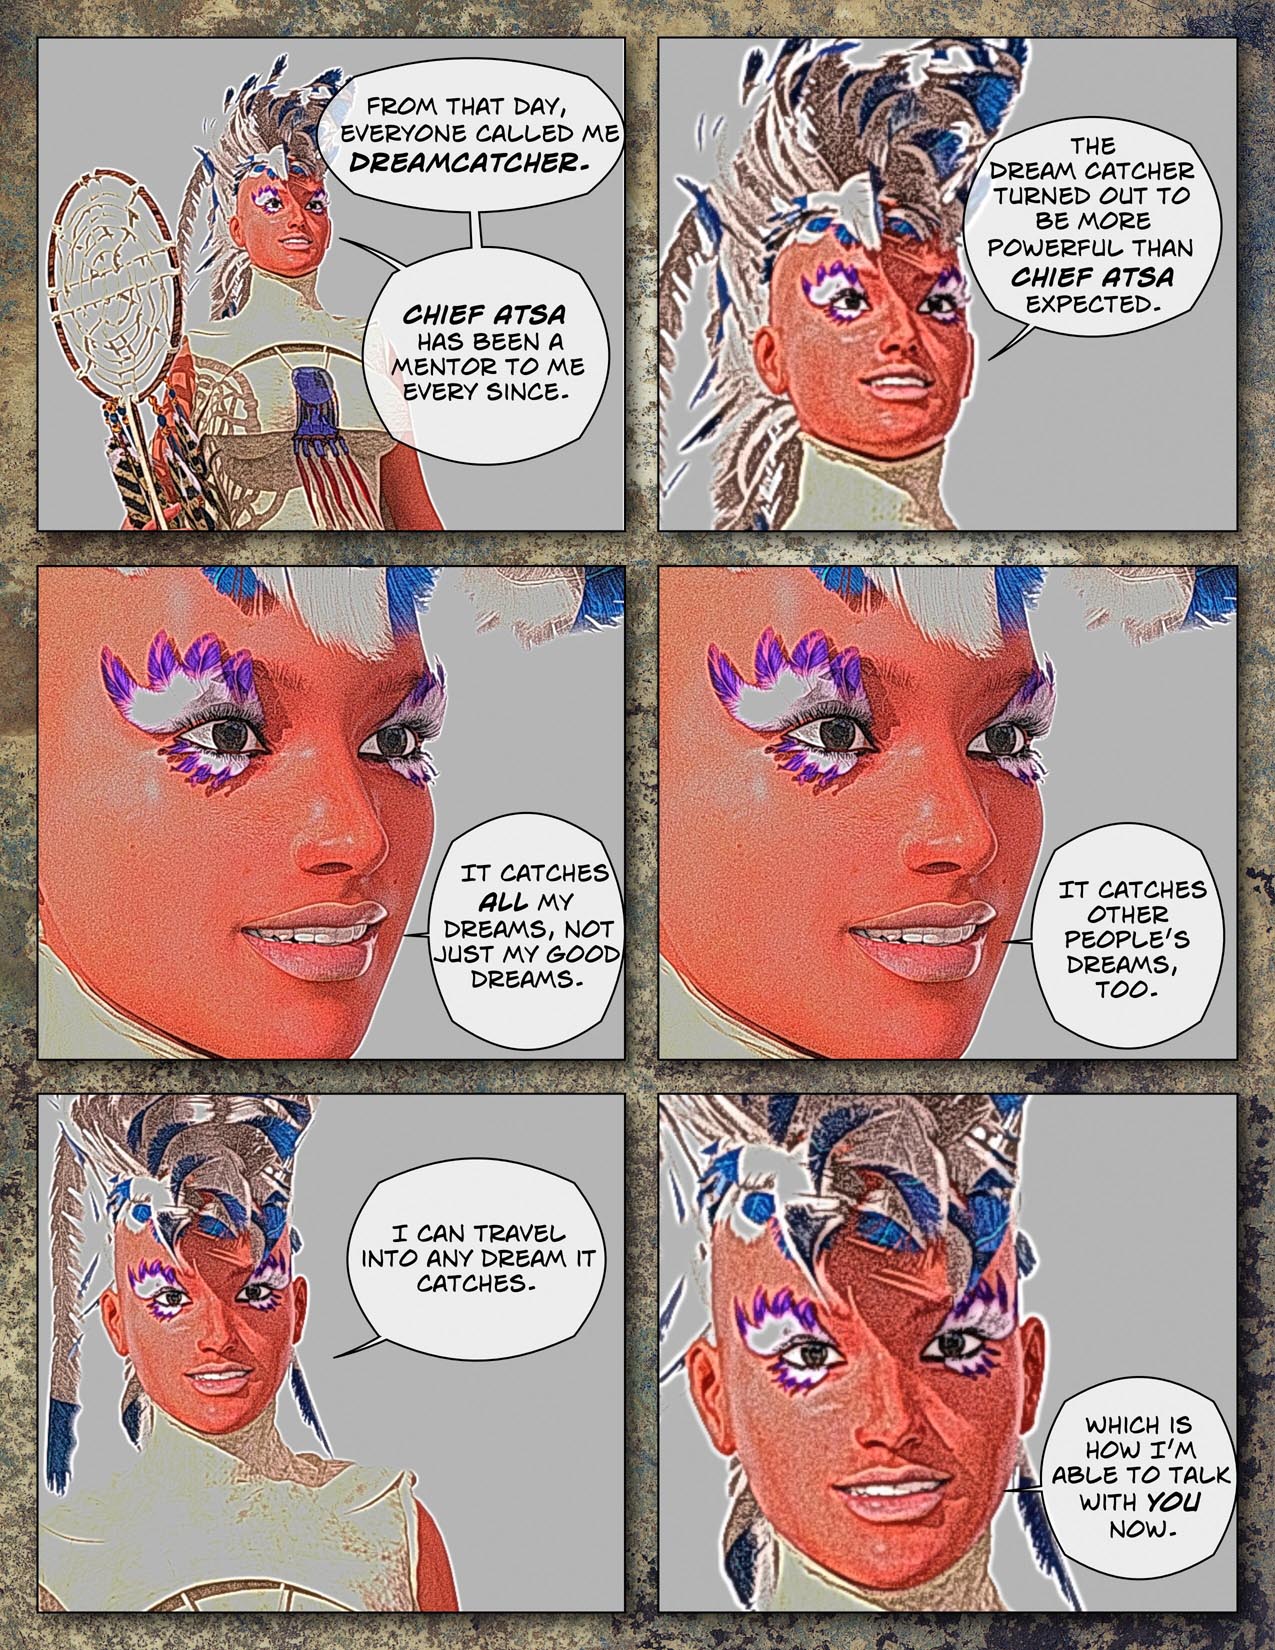 FROM THAT DAY,
EVERYONE CALLED ME
DREAMCATCHER.
CHIEF ATSA
HAS BEEN A
MENTOR TO ME
EVERY SINCE.
THE
DREAM CATCHER
TURNED OUT TO
BE MORE
POWERFUL THAN
CHIEF ATSA
EXPECTED.
IT CATCHES
ALL MY
DREAMS, NOT
JUST MY GOOD
DREAMS.
IT CATCHES
OTHER
PEOPLE'S
DREAMS,
TOO.
I CAN TRAVEL
INTO ANY DREAM IT
CATCHES.
WHICH IS
HOW I'M
ABLE TO TALK
WITH YOU
NOW.